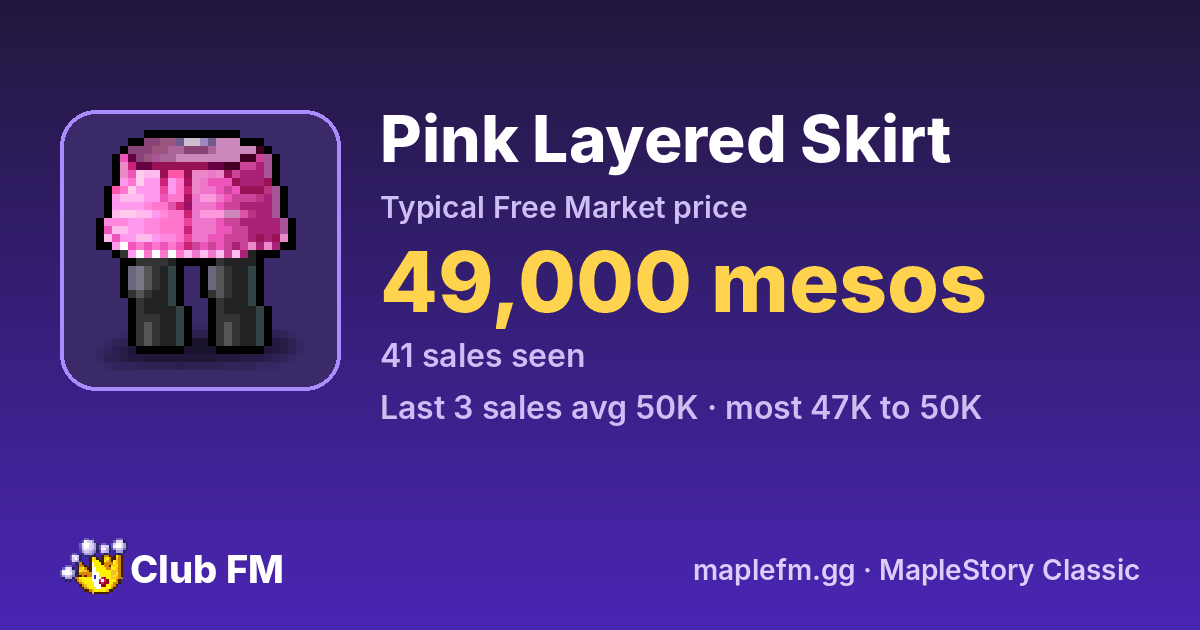 Pink Layered Skirt
Typical Free Market price
49,000 mesos
41 sales seen
Last 3 sales avg 50K · most 47K to 50K
Club FM
maplefm.gg · MapleStory Classic